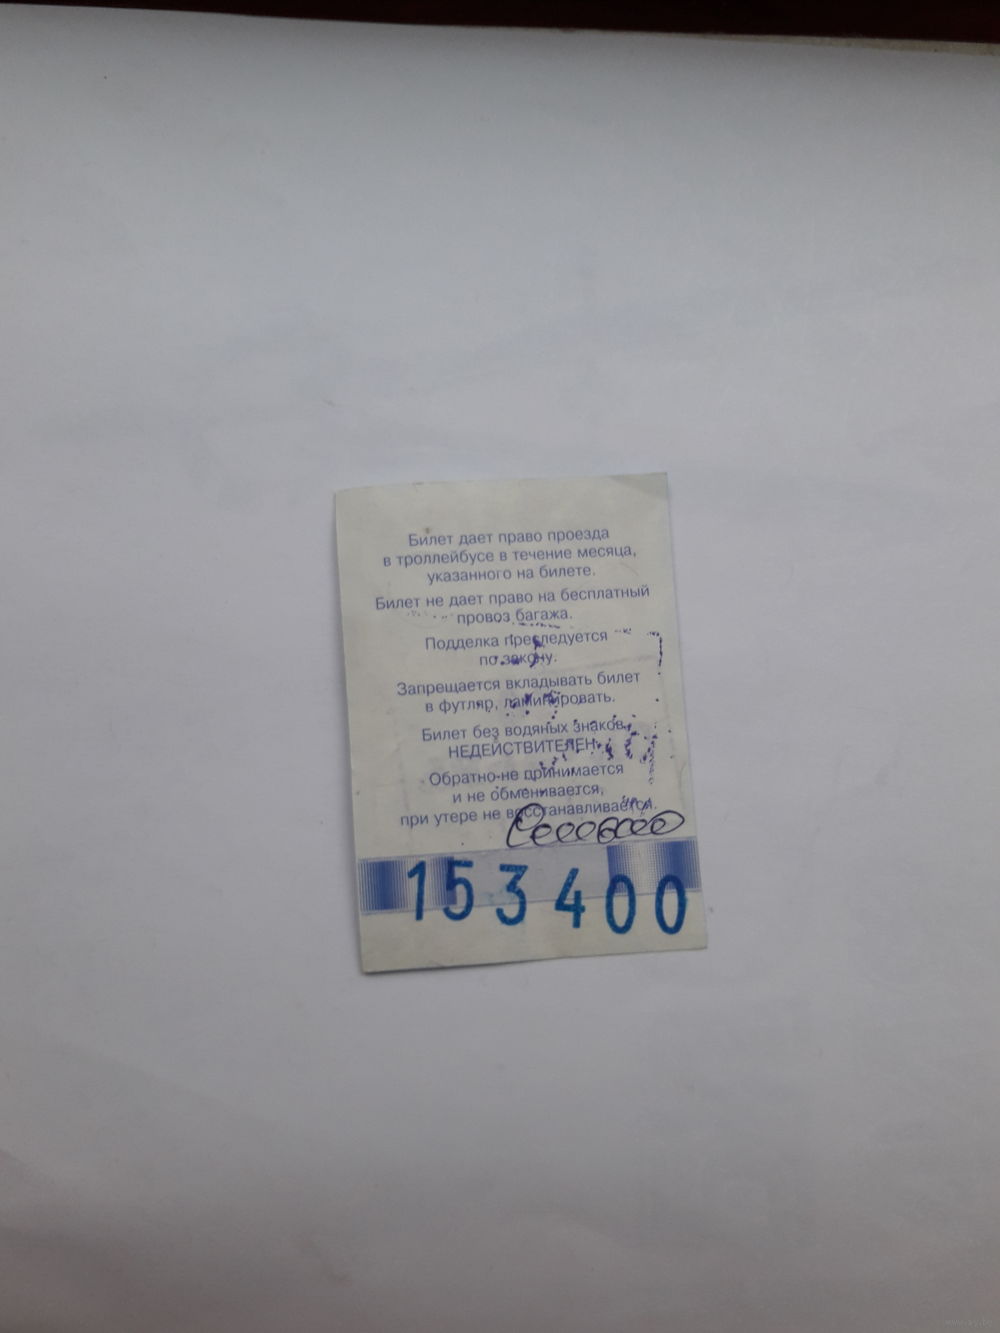 Билет дает право проезда
в троллейбусе в течение месяца,
указанного на билете.
Билет не дает право на бесплатный
провоз багажа.
Подделка преследуется
по закону.
Запрещается вкладывать билет
в футляр, ламинировать.
Билет без водяных знаков
НЕДЕЙСТВИТЕЛЕН.
Обратно не принимается
и не обменивается,
при утере не восстанавливается.
153400